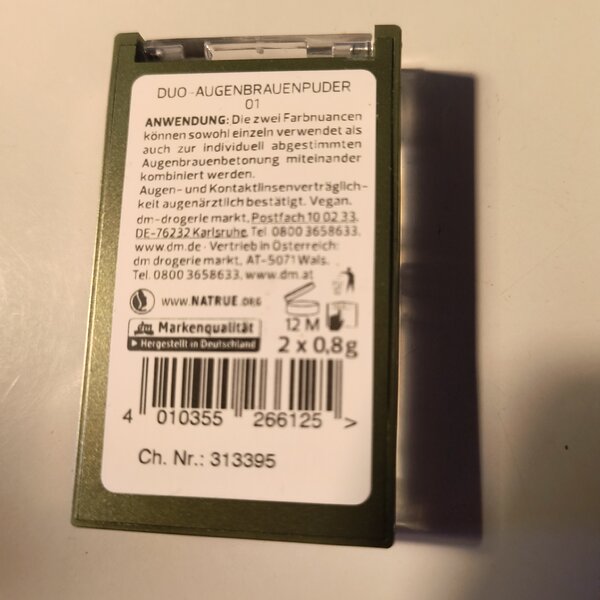 DUO-AUGENBRAUENPUDER
01
ANWENDUNG: Die zwei Farbnuancen
können sowohl einzeln verwendet als
auch zur individuell abgestimmten
Augenbrauenbetonung miteinander
kombiniert werden.
Augen- und Kontaktlinsenverträglich-
keit augenärztlich bestätigt. Vegan.
dm-drogerie markt, Postfach 10 02 33,
DE-76232 Karlsruhe, Tel. 0800 3658633,
www.dm.de · Vertrieb in Österreich:
dm drogerie markt, AT-5071 Wals,
Tel. 0800 3658633, www.dm.at
www.NATRUE.ORG
12 M
dm Markenqualität
Hergestellt in Deutschland
2 x 0,8g
4 010355 266125 >
Ch. Nr.: 313395